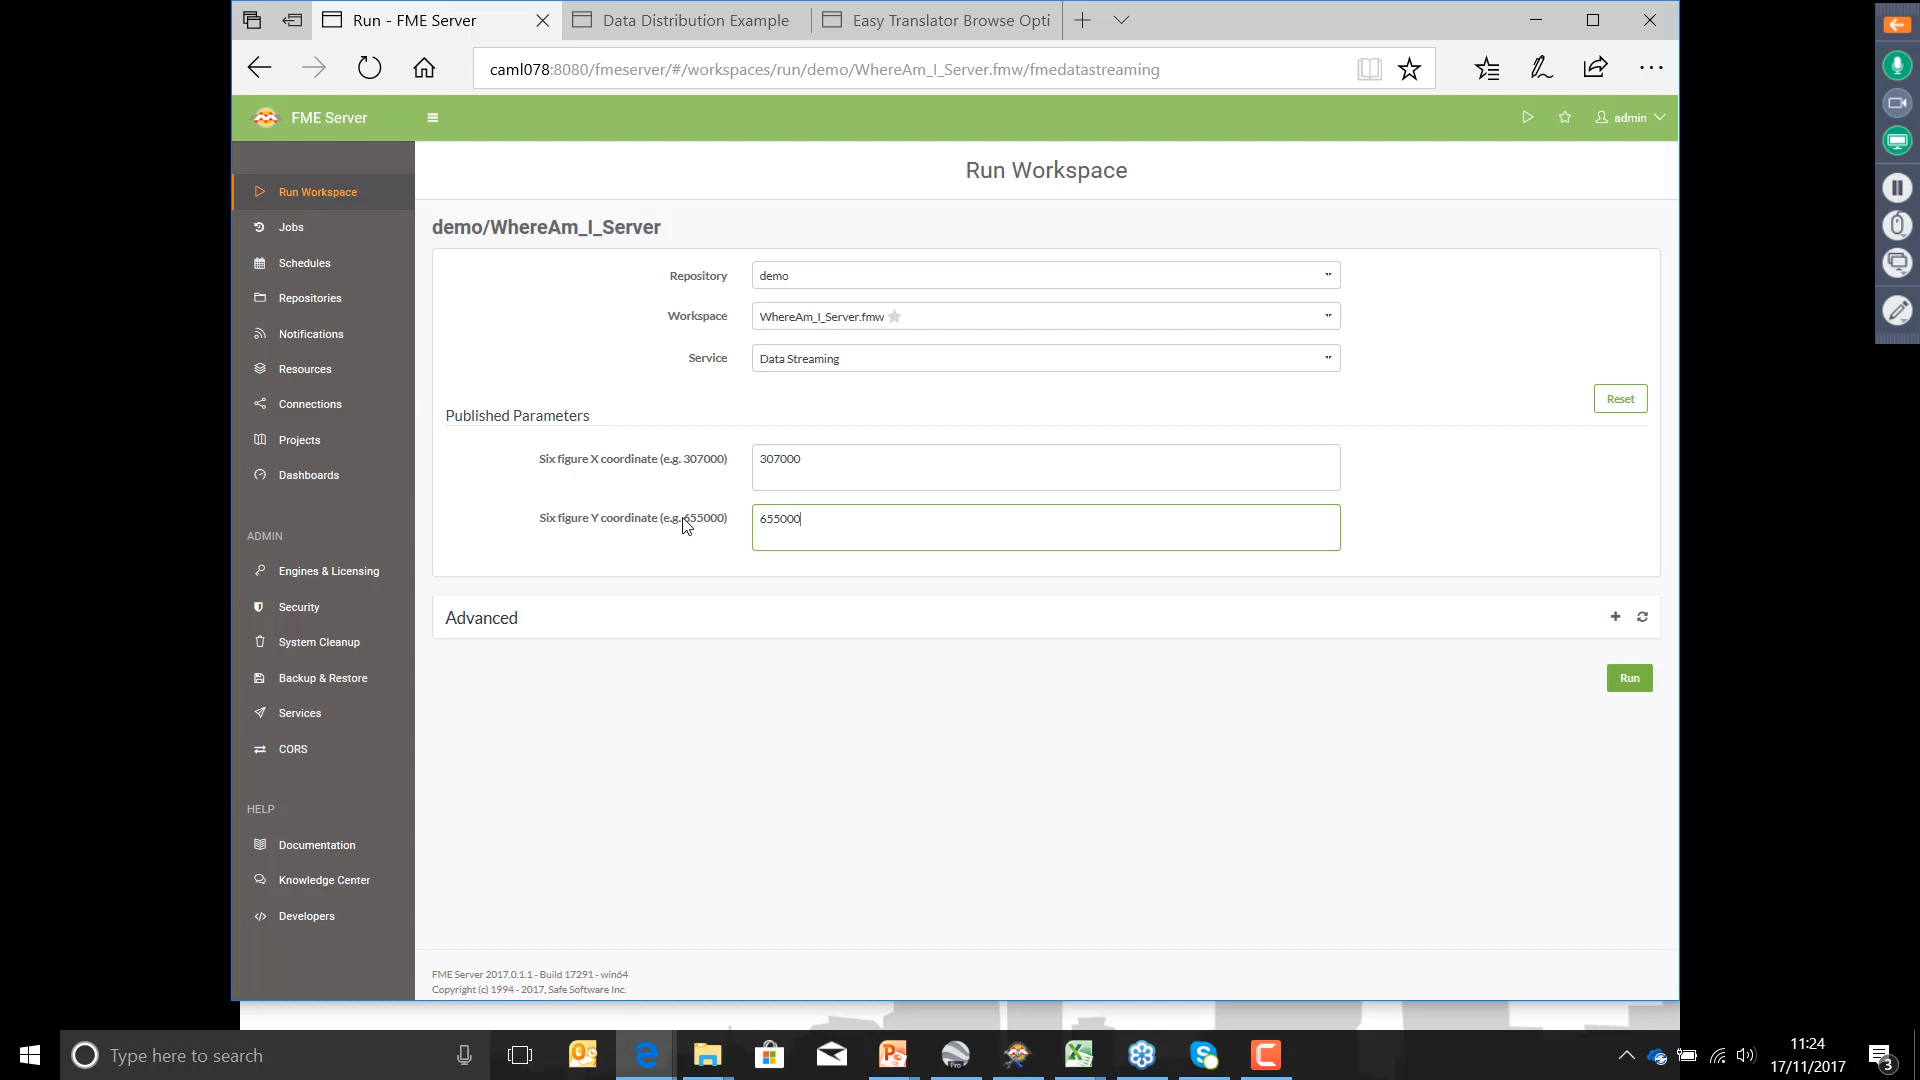 Run - FME Server
Data Distribution Example
Easy Translator Browse Opti
caml078:8080/fmeserver/#/workspaces/run/demo/WhereAm_I_Server.fmw/fmedatastreaming
FME Server
admin
Run Workspace
Jobs
Schedules
Repositories
Notifications
Resources
Connections
Projects
Dashboards
ADMIN
Engines & Licensing
Security
System Cleanup
Backup & Restore
Services
CORS
HELP
Documentation
Knowledge Center
Developers
Run Workspace
demo/WhereAm_I_Server
Repository
demo
Workspace
WhereAm_I_Server.fmw
Service
Data Streaming
Reset
Published Parameters
Six figure X coordinate (e.g. 307000)
307000
Six figure Y coordinate (e.g. 655000)
655000
Advanced
Run
FME Server 2017.0.1.1 - Build 17291 - win64
Copyright (c) 1994 - 2017, Safe Software Inc.
Type here to search
11:24
17/11/2017
3